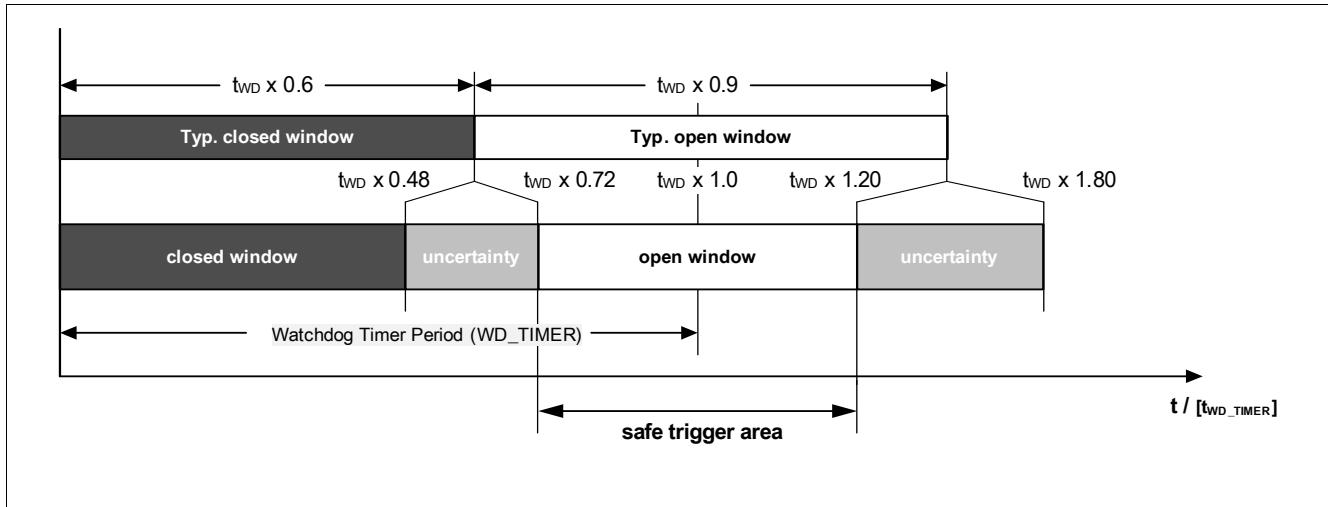 tWD x 0.6 tWD x 0.9
Typ. closed window Typ. open window
tWD x 0.48 tWD x 0.72 tWD x 1.0 tWD x 1.20 tWD x 1.80
closed window uncertainty open window uncertainty
Watchdog Timer Period (WD_TIMER)
t / [tWD_TIMER]
safe trigger area